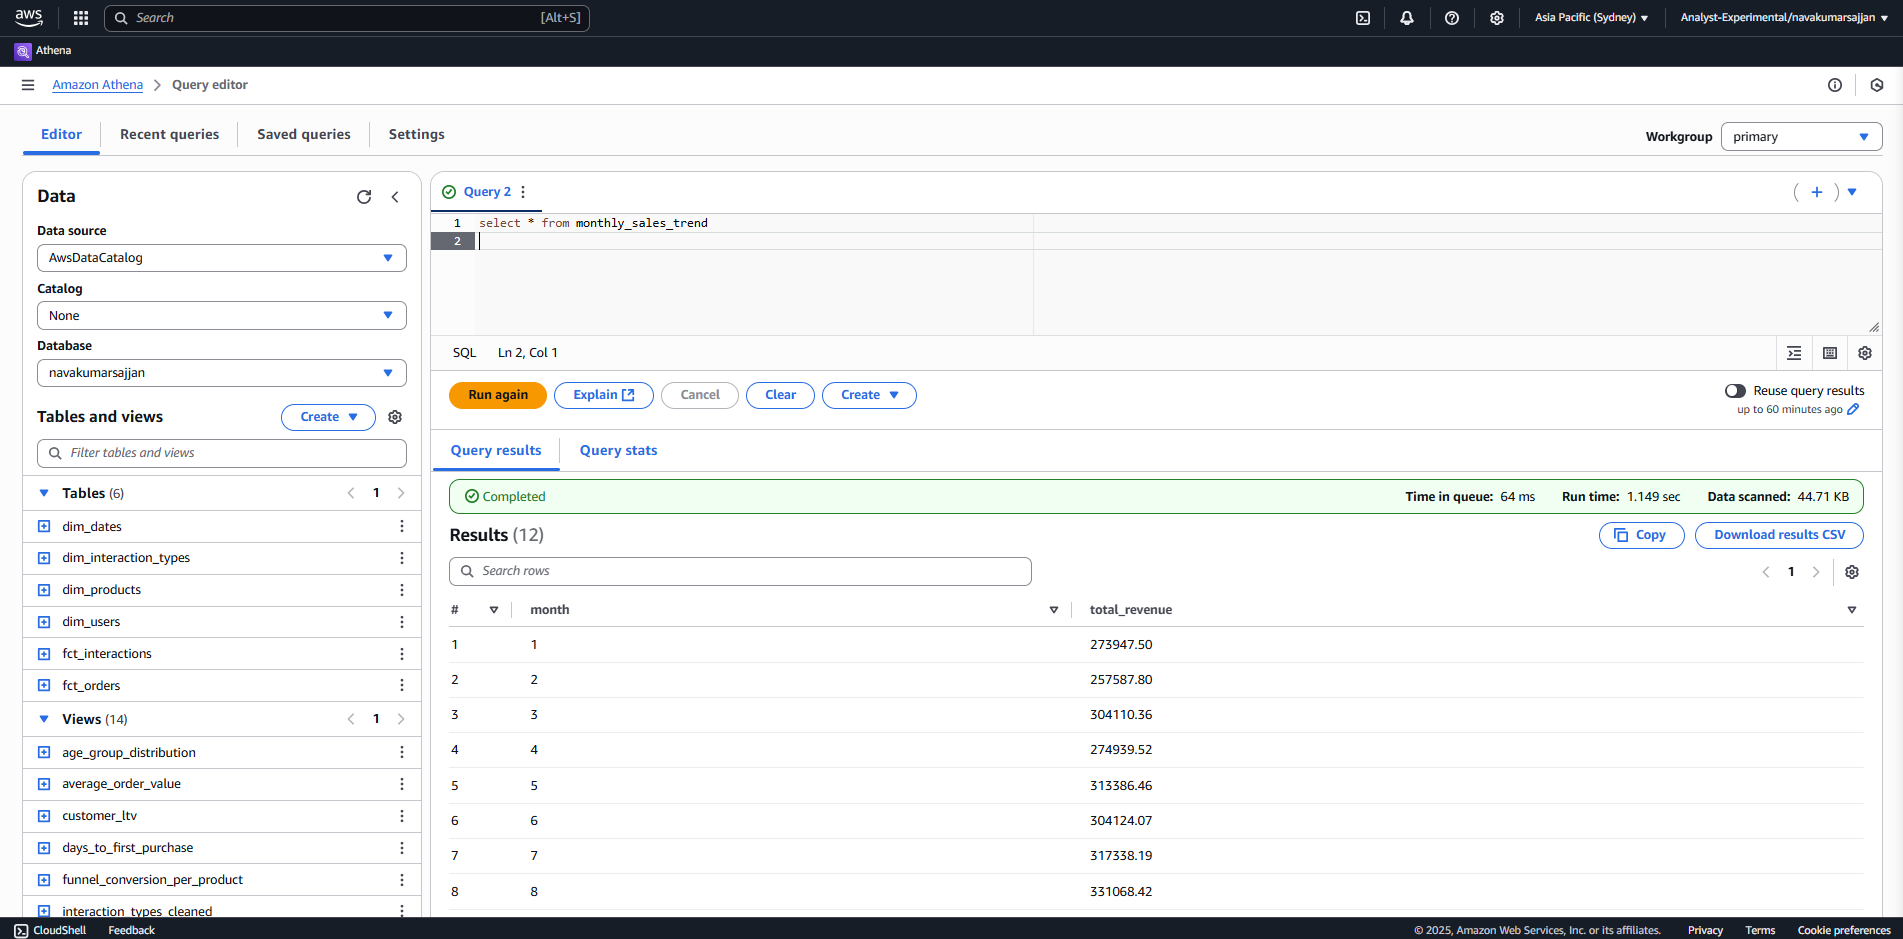 aws
Search [Alt+S]
Asia Pacific (Sydney) Analyst-Experimental/navakumarsajjan
Athena
Amazon Athena Query editor
Editor Recent queries Saved queries Settings
Workgroup primary
Data
Data source
AwsDataCatalog
Catalog
None
Database
navakumarsajjan
Tables and views Create
Filter tables and views
Tables (6) 1
dim_dates
dim_interaction_types
dim_products
dim_users
fct_interactions
fct_orders
Views (14) 1
age_group_distribution
average_order_value
customer_ltv
days_to_first_purchase
funnel_conversion_per_product
interaction_types_cleaned
Query 2
1 select * from monthly_sales_trend
2
SQL Ln 2, Col 1
Run again Explain Cancel Clear Create
Reuse query results
up to 60 minutes ago
Query results Query stats
Completed Time in queue: 64 ms Run time: 1.149 sec Data scanned: 44.71 KB
Results (12) Copy Download results CSV
Search rows 1
# month total_revenue
1 1 273947.50
2 2 257587.80
3 3 304110.36
4 4 274939.52
5 5 313386.46
6 6 304124.07
7 7 317338.19
8 8 331068.42
CloudShell Feedback © 2025, Amazon Web Services, Inc. or its affiliates. Privacy Terms Cookie preferences